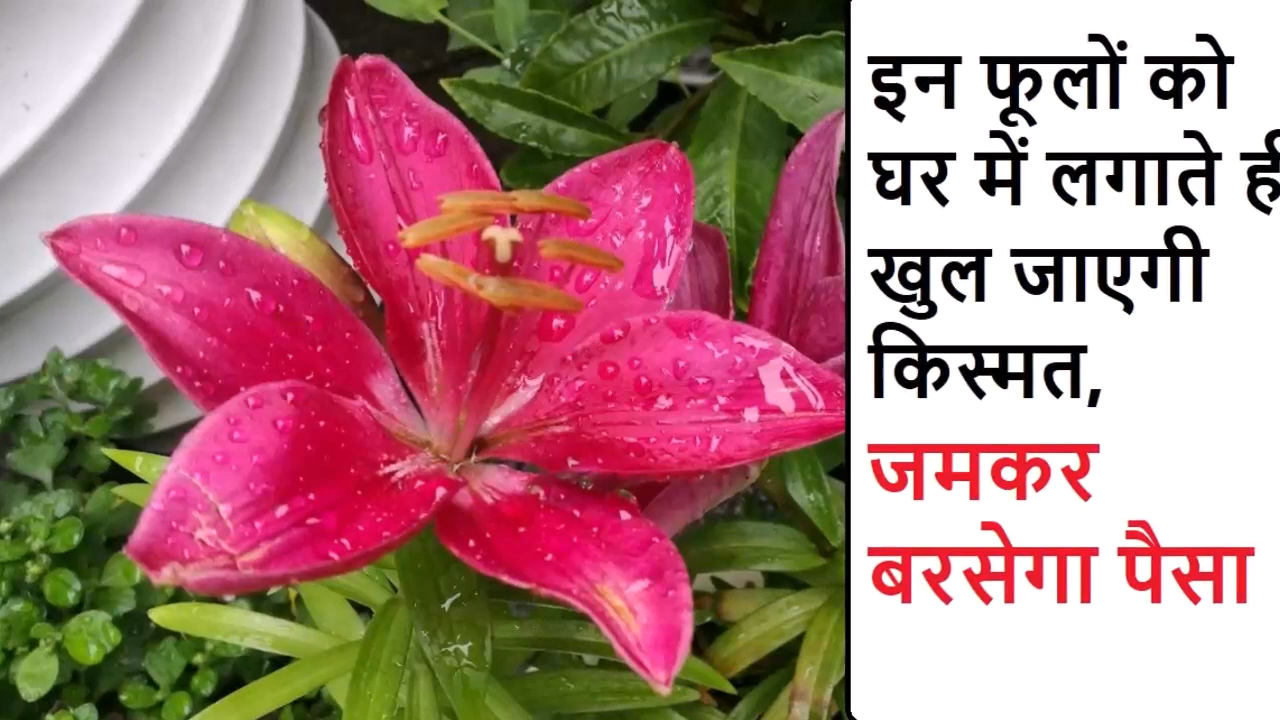 इन फूलों को
घर में लगाते ही
खुल जाएगी
किस्मत,
जमकर
बरसेगा पैसा